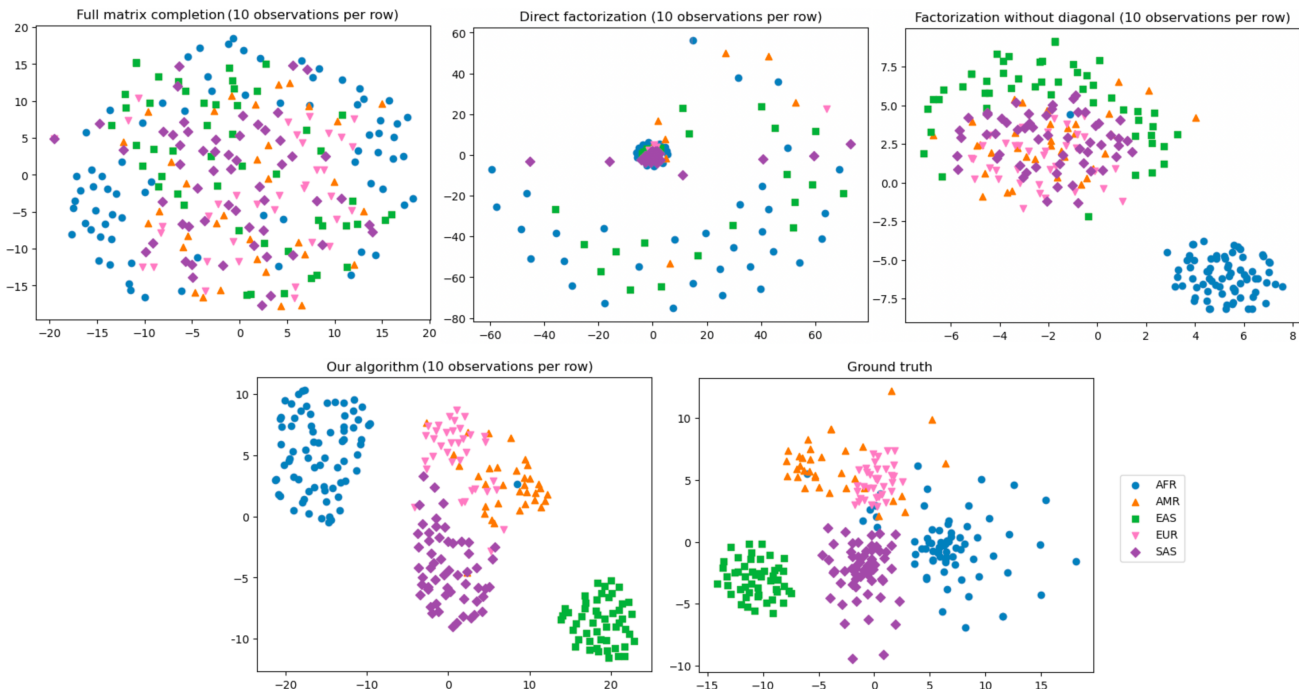 Full matrix completion (10 observations per row)
20
15
10
5
0
−5
−10
−15
−20 −15 −10 −5 0 5 10 15 20
Direct factorization (10 observations per row)
60
40
20
0
−20
−40
−60
−80
−60 −40 −20 0 20 40 60
Factorization without diagonal (10 observations per row)
7.5
5.0
2.5
0.0
−2.5
−5.0
−7.5
−6 −4 −2 0 2 4 6 8
Our algorithm (10 observations per row)
10
5
0
−5
−10
−20 −10 0 10 20
Ground truth
10
5
0
−5
−10
−15 −10 −5 0 5 10 15
AFR
AMR
EAS
EUR
SAS